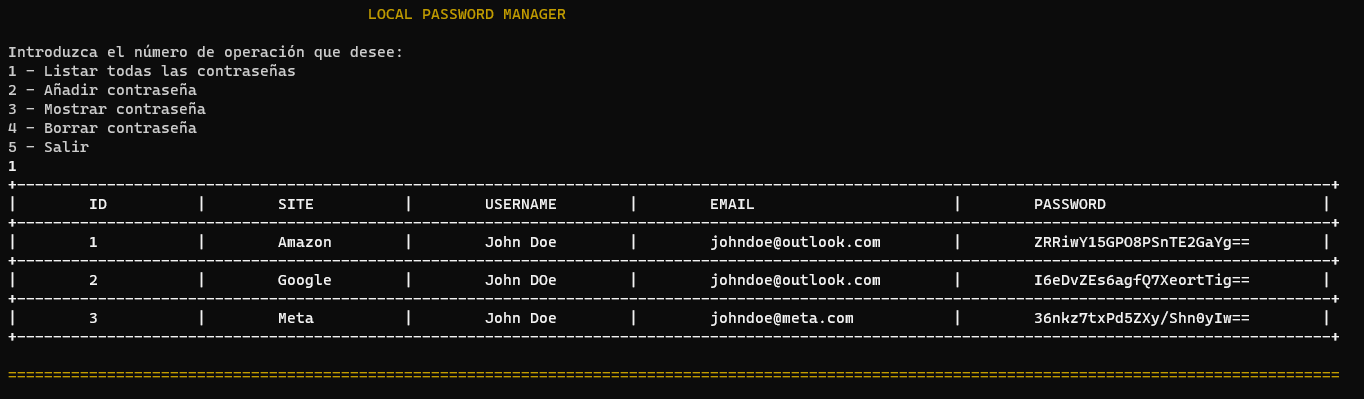 LOCAL PASSWORD MANAGER
Introduzca el número de operación que desee:
1 - Listar todas las contraseñas
2 - Añadir contraseña
3 - Mostrar contraseña
4 - Borrar contraseña
5 - Salir
1
| ID | SITE | USERNAME | EMAIL | PASSWORD |
| 1 | Amazon | John Doe | johndoe@outlook.com | ZRRiwY15GPO8PSnTE2GaYg== |
| 2 | Google | John DOe | johndoe@outlook.com | I6eDvZEs6agfQ7XeortTig== |
| 3 | Meta | John Doe | johndoe@meta.com | 36nkz7txPd5ZXy/Shn0yIw== |